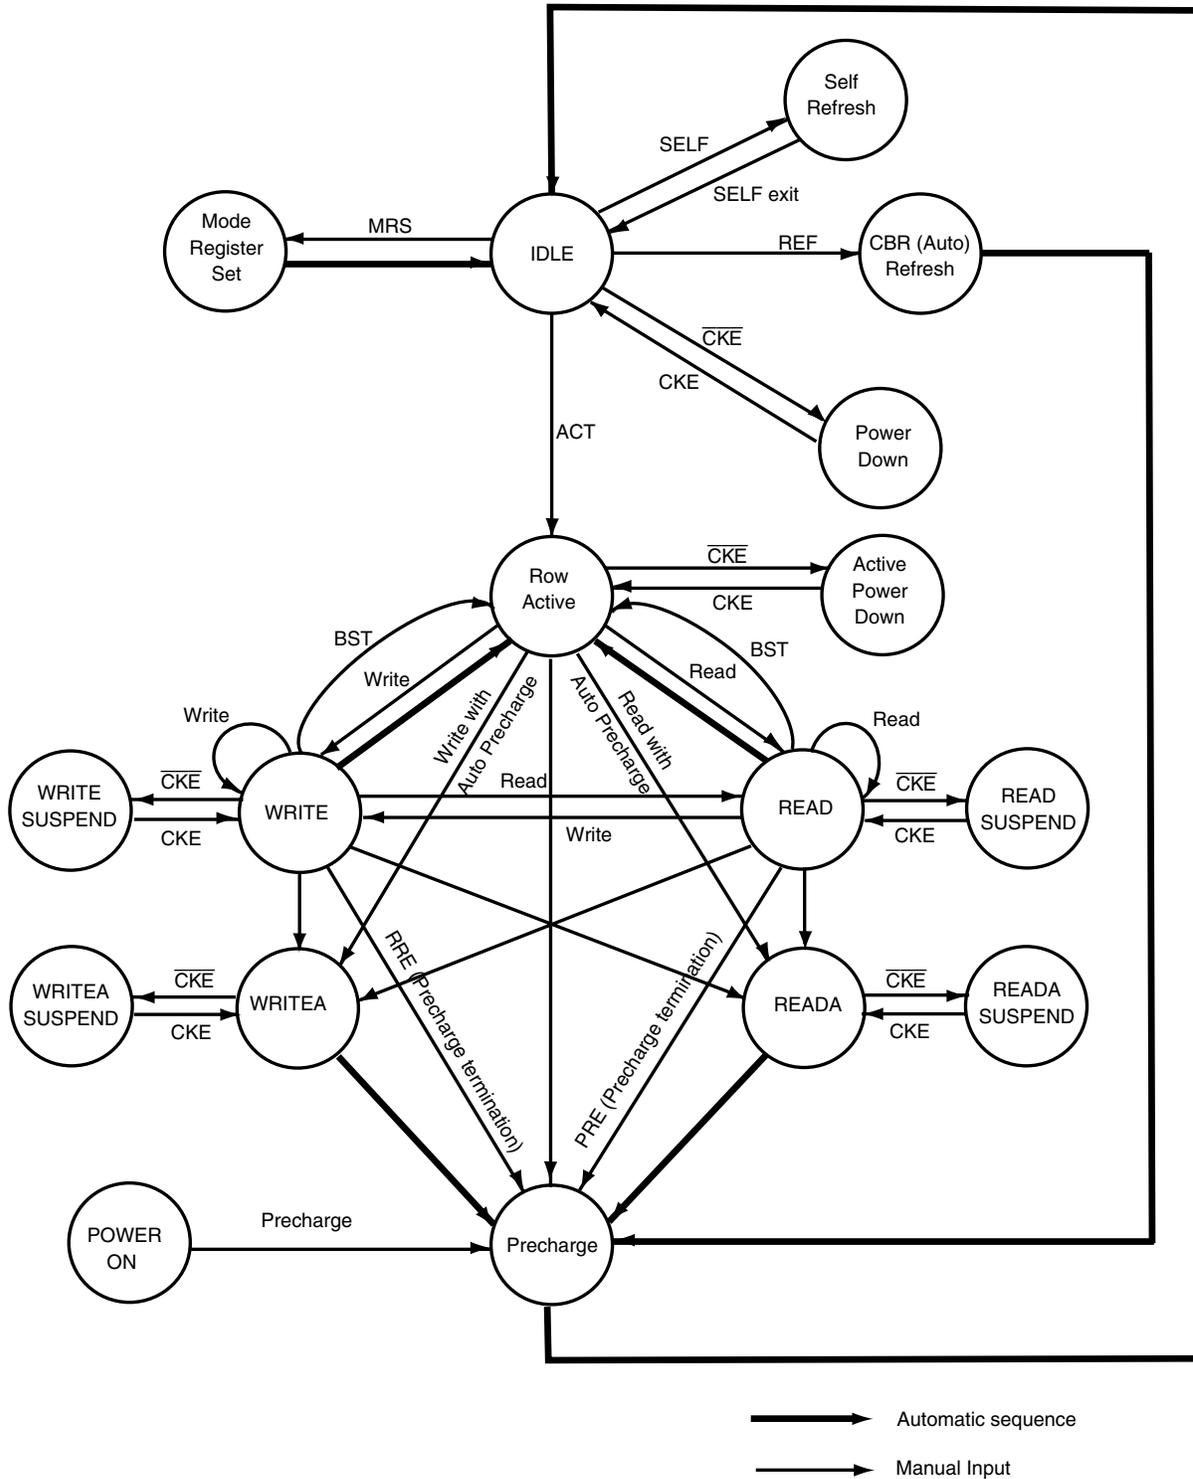 Self
Refresh
SELF
SELF exit
Mode
Register
Set
MRS
IDLE
REF
CBR (Auto)
Refresh
CKE
CKE
Power
Down
ACT
Row
Active
CKE
CKE
Active
Power
Down
BST
Write
Write with
Auto Precharge
Read with
Auto Precharge
Read
BST
Write
Read
WRITE
SUSPEND
CKE
CKE
WRITE
Read
Write
READ
CKE
CKE
READ
SUSPEND
WRITEA
SUSPEND
CKE
CKE
WRITEA
RRE (Precharge termination)
PRE (Precharge termination)
READA
CKE
CKE
READA
SUSPEND
POWER
ON
Precharge
Precharge
Automatic sequence
Manual Input